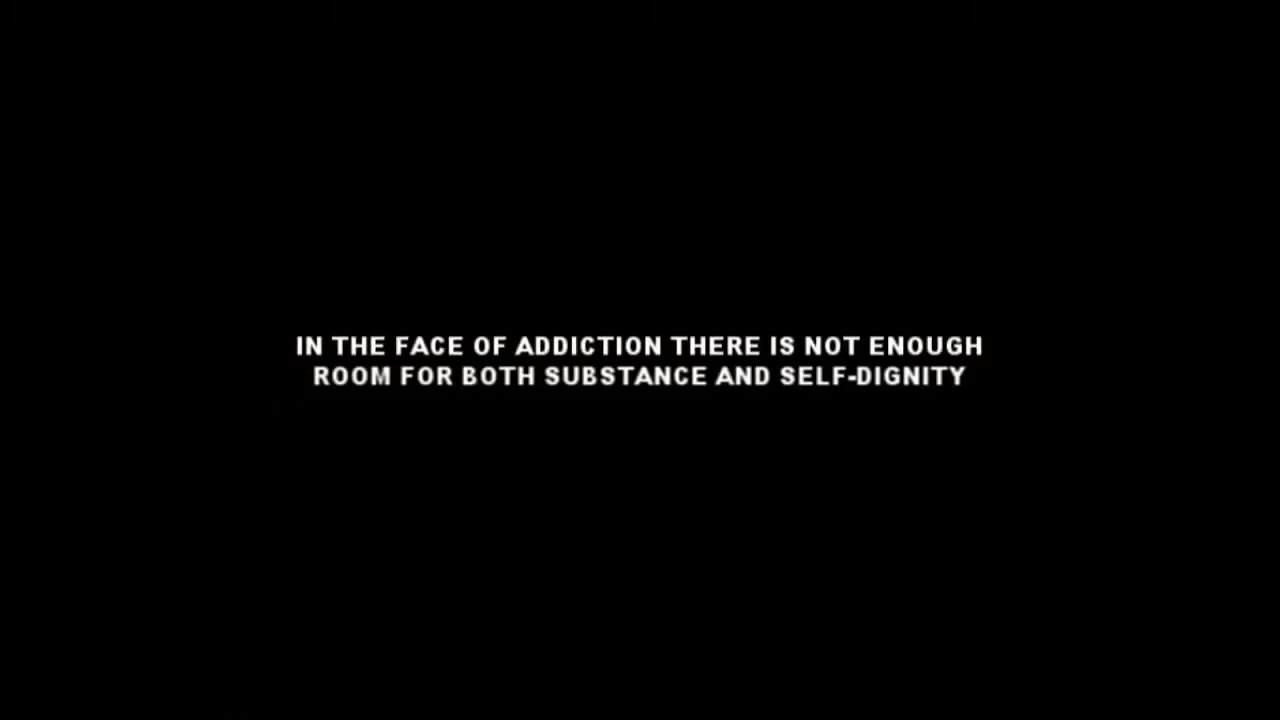 IN THE FACE OF ADDICTION THERE IS NOT ENOUGH
ROOM FOR BOTH SUBSTANCE AND SELF-DIGNITY